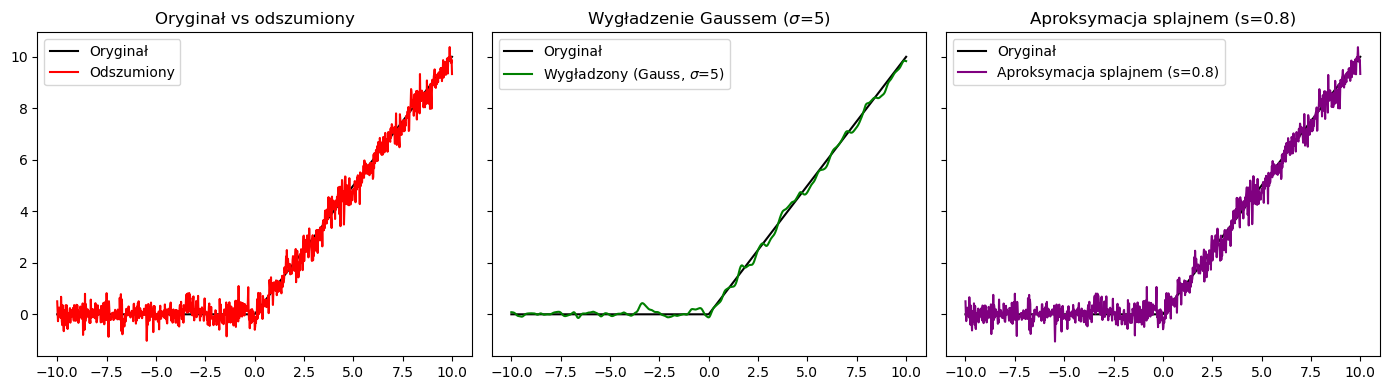 Oryginał vs odszumiony
Oryginał
Odszumiony
10
8
6
4
2
0
−10.0 −7.5 −5.0 −2.5 0.0 2.5 5.0 7.5 10.0
Wygładzenie Gaussem (σ=5)
Oryginał
Wygładzony (Gauss, σ=5)
−10.0 −7.5 −5.0 −2.5 0.0 2.5 5.0 7.5 10.0
Aproksymacja splajnem (s=0.8)
Oryginał
Aproksymacja splajnem (s=0.8)
−10.0 −7.5 −5.0 −2.5 0.0 2.5 5.0 7.5 10.0